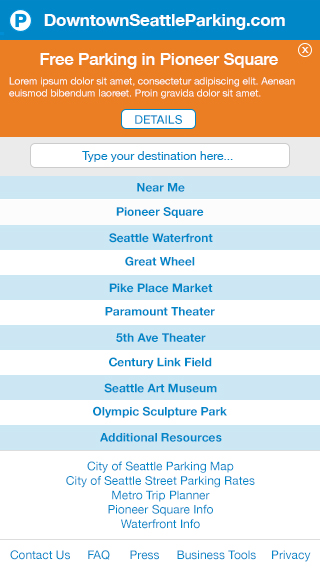 P DowntownSeattleParking.com
X
Free Parking in Pioneer Square
Lorem ipsum dolor sit amet, consectetur adipiscing elit. Aenean
euismod bibendum laoreet. Proin gravida dolor sit amet.
DETAILS
Type your destination here...
Near Me
Pioneer Square
Seattle Waterfront
Great Wheel
Pike Place Market
Paramount Theater
5th Ave Theater
Century Link Field
Seattle Art Museum
Olympic Sculpture Park
Additional Resources
City of Seattle Parking Map
City of Seattle Street Parking Rates
Metro Trip Planner
Pioneer Square Info
Waterfront Info
Contact Us FAQ Press Business Tools Privacy